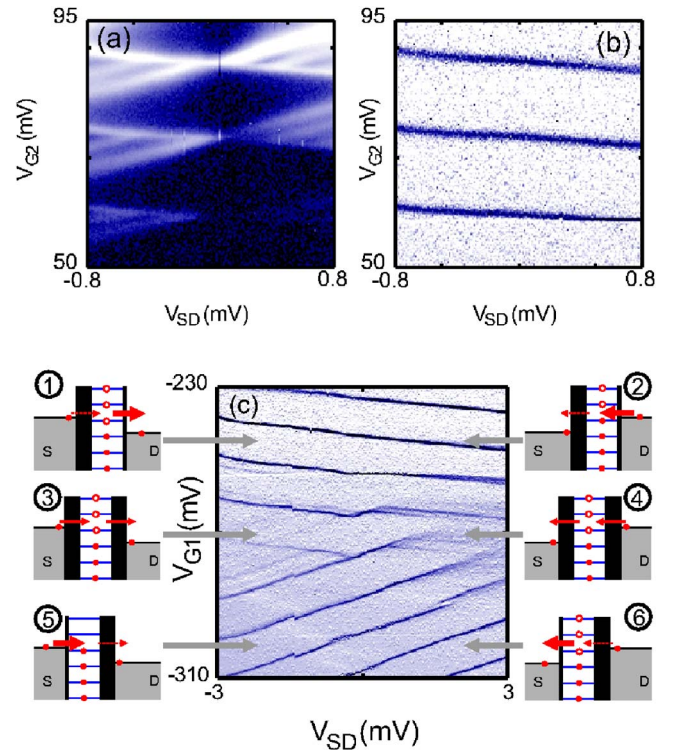 95
(a)
V_G2 (mV)
50
-0.8
0.8
V_SD (mV)
95
(b)
V_G2 (mV)
50
-0.8
0.8
V_SD (mV)
1
S
D
2
S
D
3
S
D
4
S
D
5
S
D
6
S
D
-230
(c)
V_G1 (mV)
-310
-3
3
V_SD (mV)